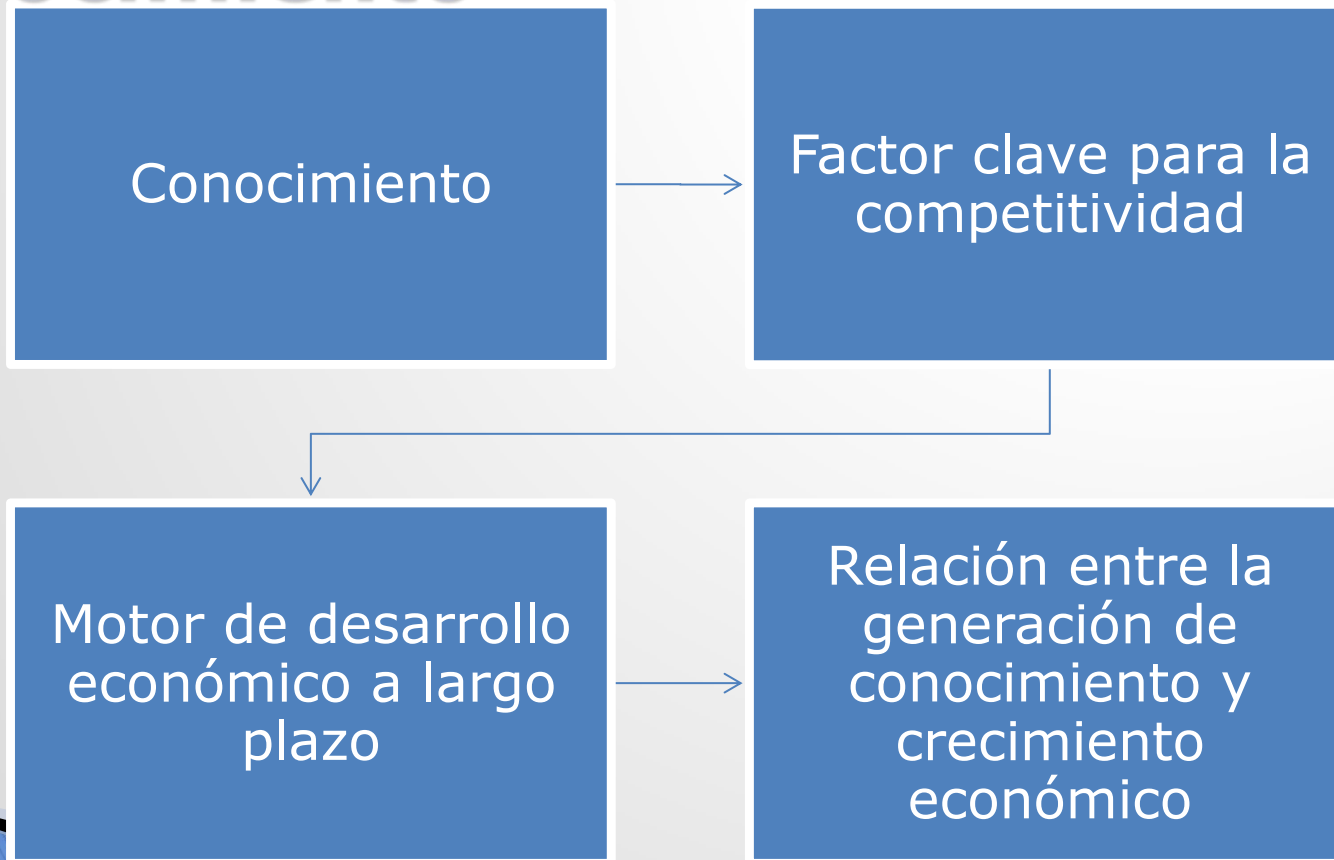 Conocimiento
Factor clave para la
competitividad
Motor de desarrollo
económico a largo
plazo
Relación entre la
generación de
conocimiento y
crecimiento
económico